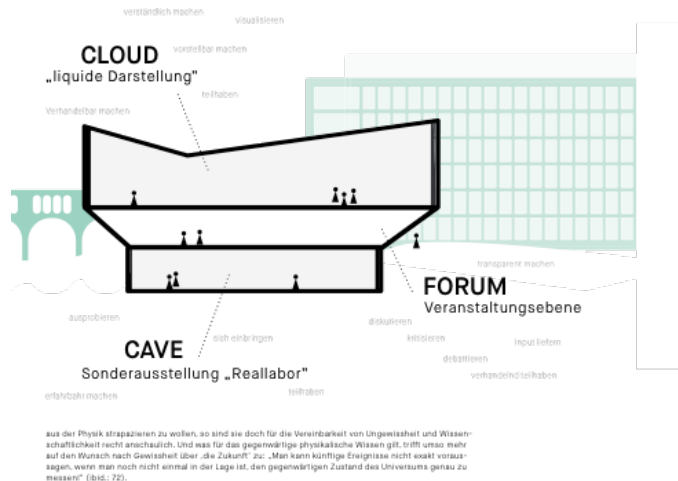 verständlich machen
visualisieren
CLOUD
vorstellbar machen
„liquide Darstellung"
teilhaben
Verhandelbar machen
transparent machen
FORUM
Veranstaltungsebene
ausprobieren
diskutieren
sich einbringen
kritisieren
Input liefern
CAVE
debattieren
Sonderausstellung „Reallabor"
verhandelnd teilhaben
erfahrbahr machen
teilhaben
aus der Physik strapazieren zu wollen, so sind sie doch für die Vereinbarkeit von Ungewissheit und Wissen-
schaftlichkeit recht anschaulich. Und was für das gegenwärtige physikalische Wissen gilt, trifft umso mehr
auf den Wunsch nach Gewissheit über ‚die Zukunft' zu: „Man kann künftige Ereignisse nicht exakt voraus-
sagen, wenn man noch nicht einmal in der Lage ist, den gegenwärtigen Zustand des Universums genau zu
messen!" (ibid.: 72).